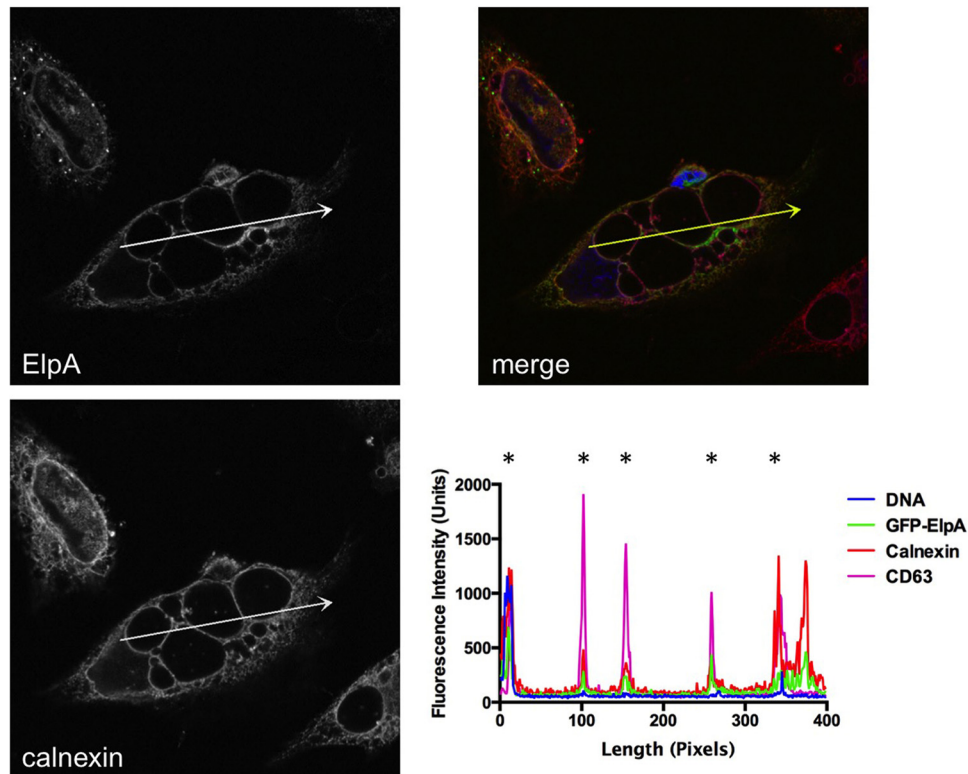 ElpA
merge
calnexin
* * * * *
Fluorescence Intensity (Units)
2000
1500
1000
500
0
0 100 200 300 400
Length (Pixels)
DNA
GFP-ElpA
Calnexin
CD63